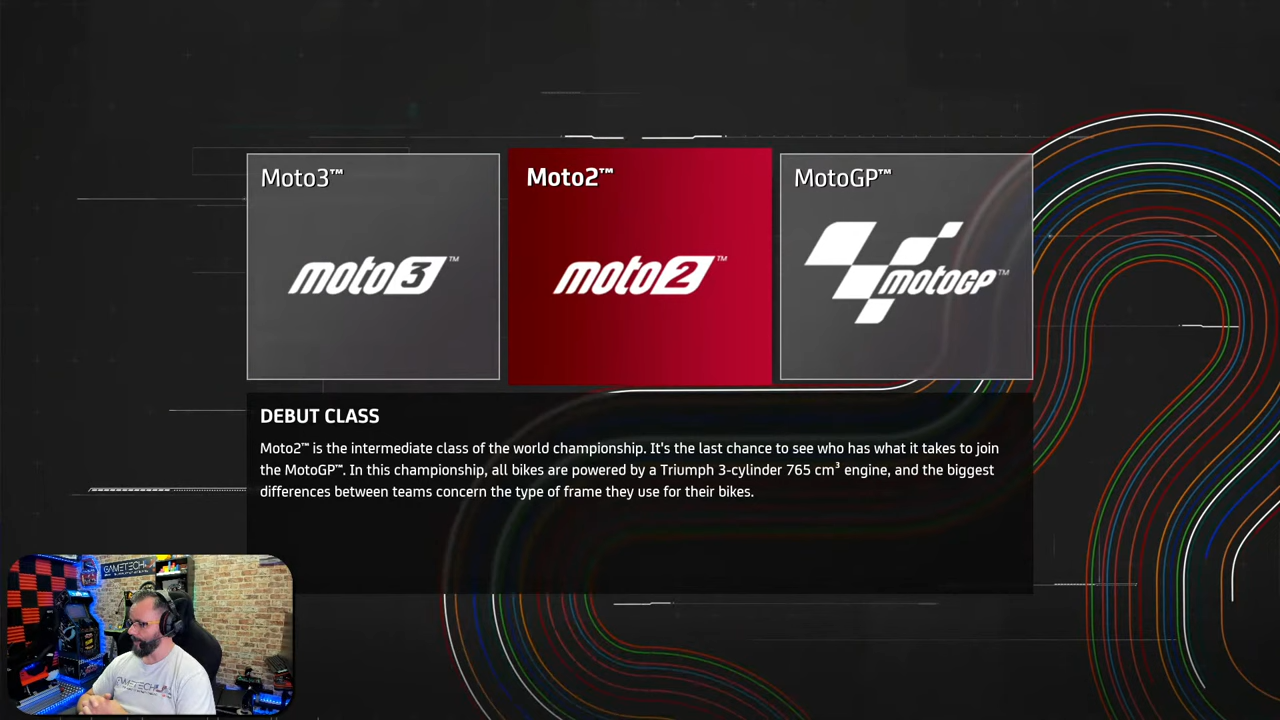 Moto3™
Moto2™
MotoGP™
moto3™
moto2™
motoGP™
DEBUT CLASS
Moto2™ is the intermediate class of the world championship. It's the last chance to see who has what it takes to join
the MotoGP™. In this championship, all bikes are powered by a Triumph 3-cylinder 765 cm³ engine, and the biggest
differences between teams concern the type of frame they use for their bikes.
GAMETECH